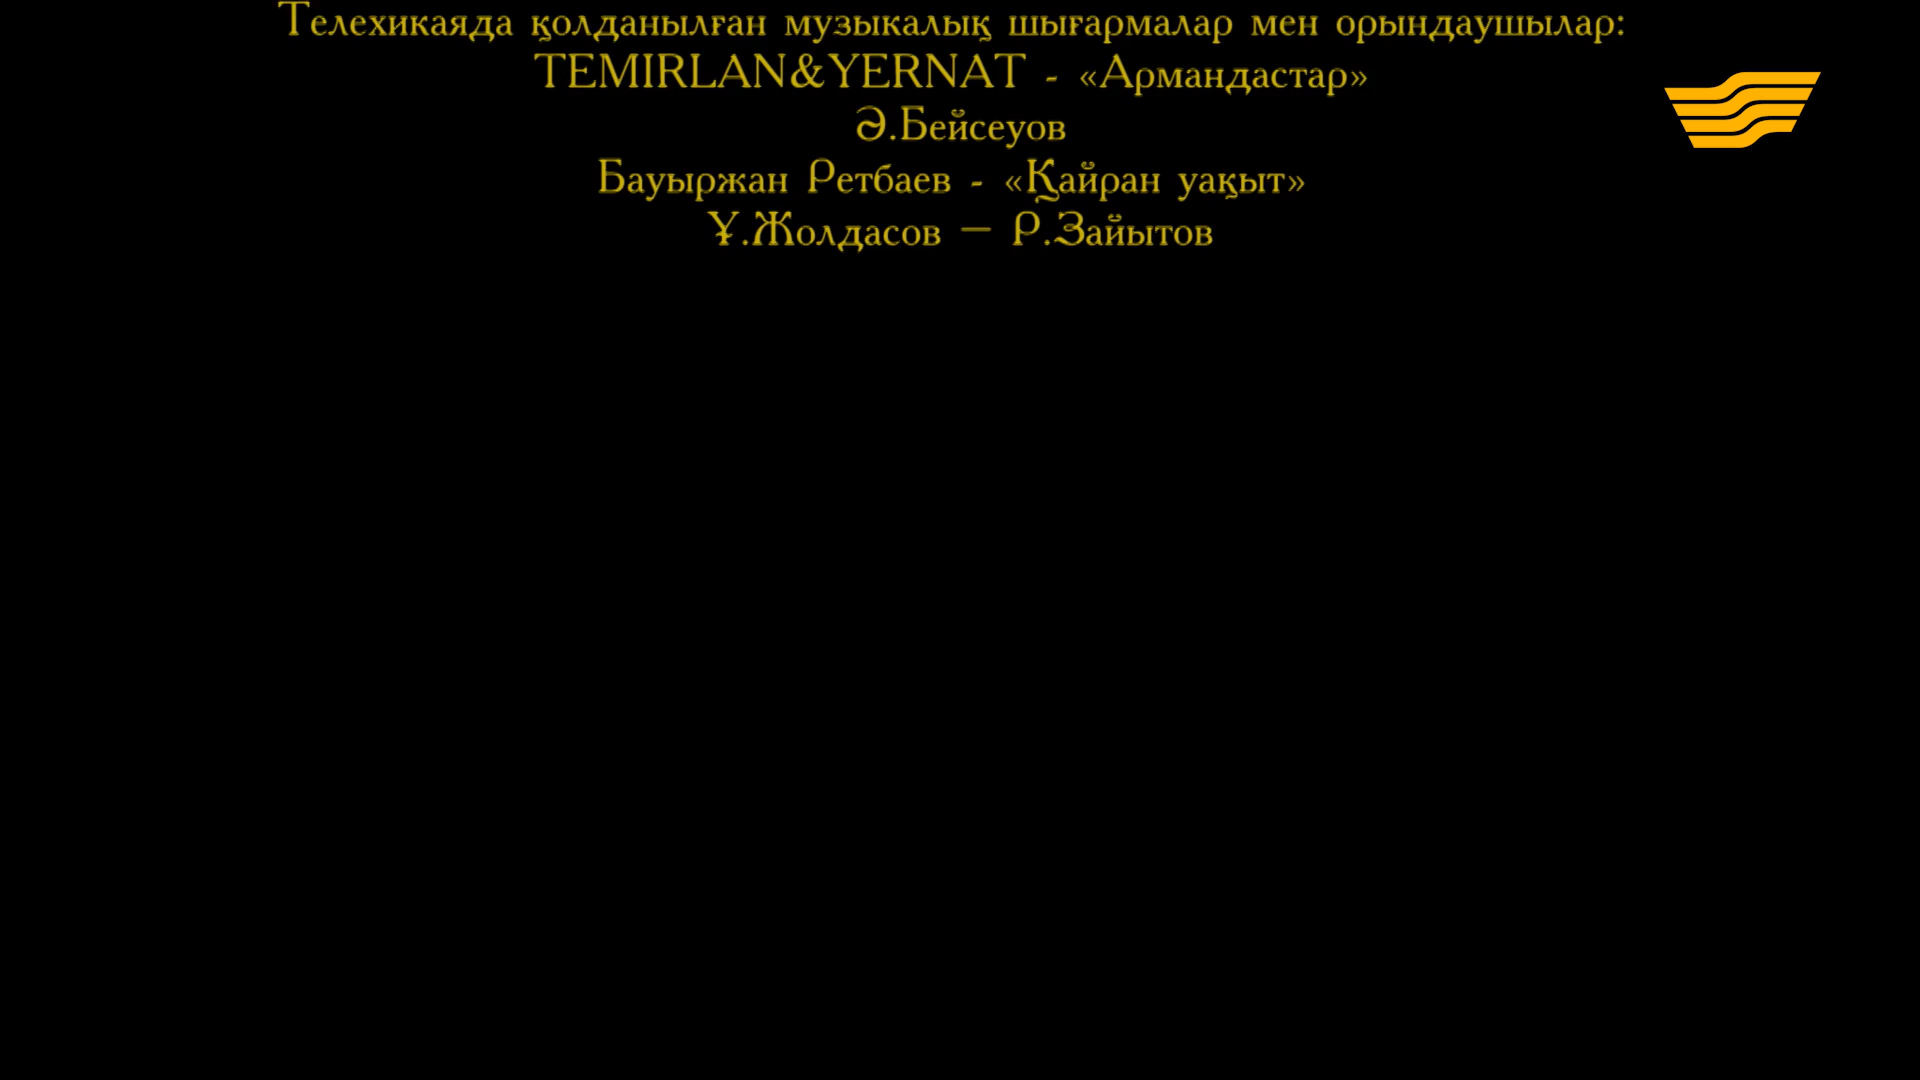 Телехикаяда қолданылған музыкалық шығармалар мен орындаушылар:
TEMIRLAN&YERNAT - «Армандастар»
Ә.Бейсеуов
Бауыржан Ретбаев - «Қайран уақыт»
Ұ.Жолдасов — Р.Зайытов